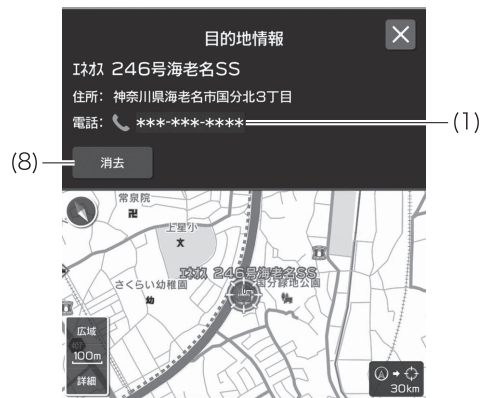 目的地情報
ｴﾈｵｽ 246号海老名SS
住所: 神奈川県海老名市国分北3丁目
電話: ***-***-****
(1)
(8)
消去
常泉院
上星小
文
ｴﾈｵｽ 246号海老名SS
さくらい幼稚園
国分緑地公園
幼
広域
100m
詳細
30km